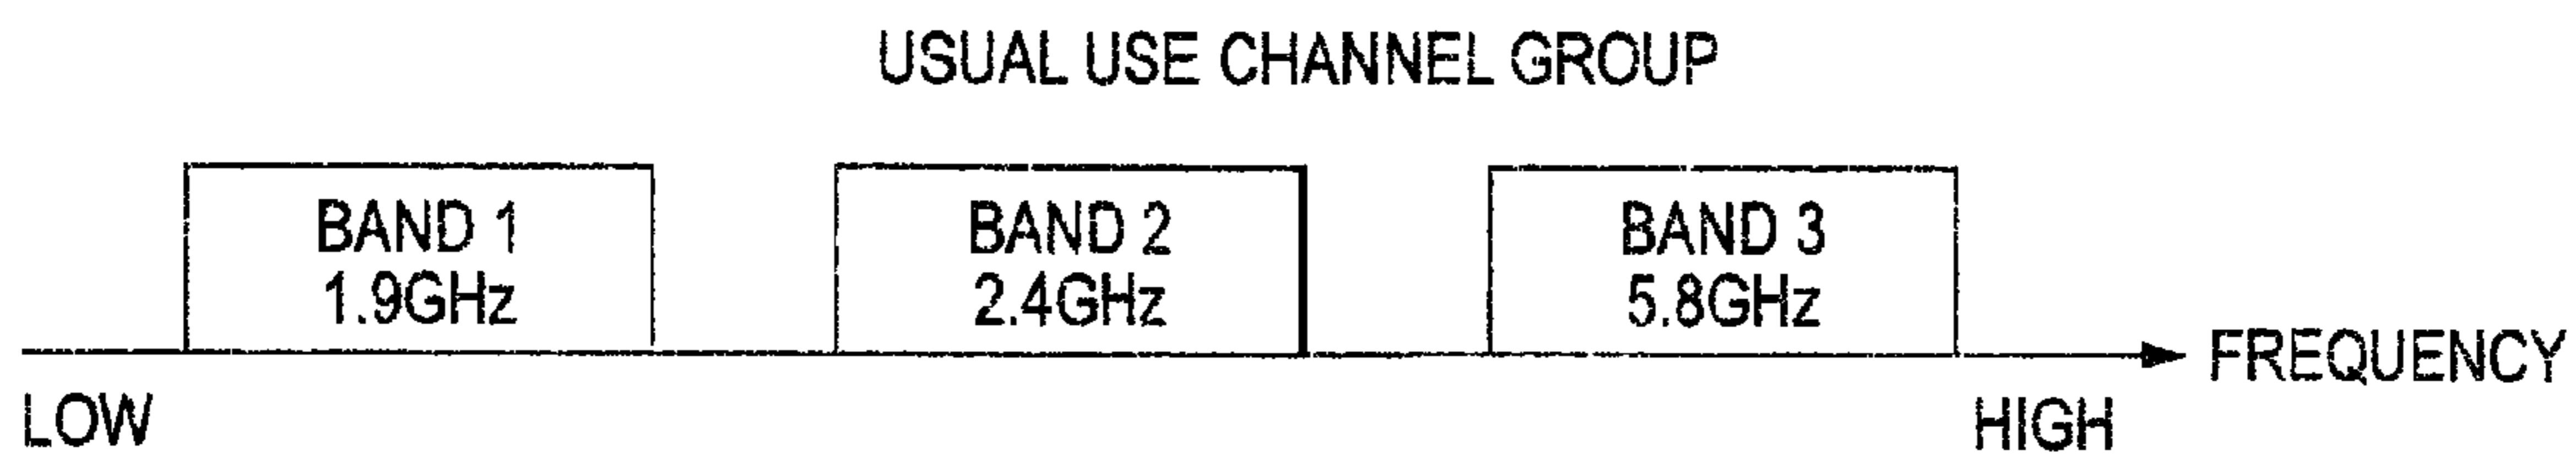 USUAL USE CHANNEL GROUP
BAND 1
1.9GHz
BAND 2
2.4GHz
BAND 3
5.8GHz
FREQUENCY
LOW
HIGH